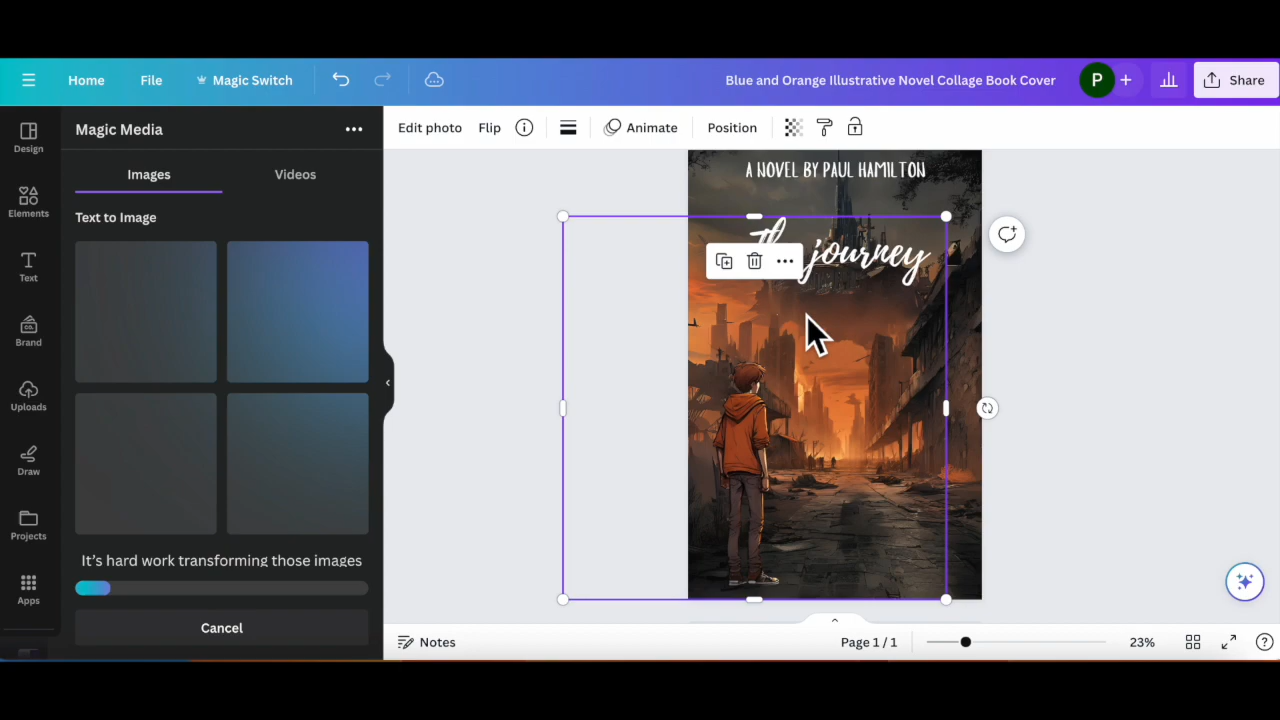 Home File Magic Switch Blue and Orange Illustrative Novel Collage Book Cover P Share
Magic Media
Edit photo Flip Animate Position
Design
Elements
Text
Brand
Uploads
Draw
Projects
Apps
Images Videos
Text to Image
It's hard work transforming those images
Cancel
A NOVEL BY PAUL HAMILTON
journey
Notes Page 1 / 1 23%